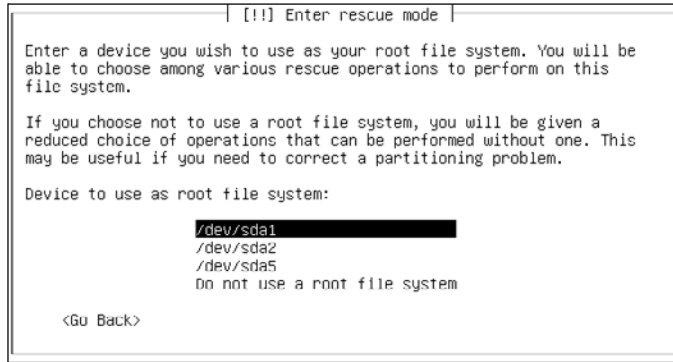 [!!] Enter rescue mode
Enter a device you wish to use as your root file system. You will be
able to choose among various rescue operations to perform on this
file system.
If you choose not to use a root file system, you will be given a
reduced choice of operations that can be performed without one. This
may be useful if you need to correct a partitioning problem.
Device to use as root file system:
/dev/sda1
/dev/sda2
/dev/sda5
Do not use a root file system
<Go Back>